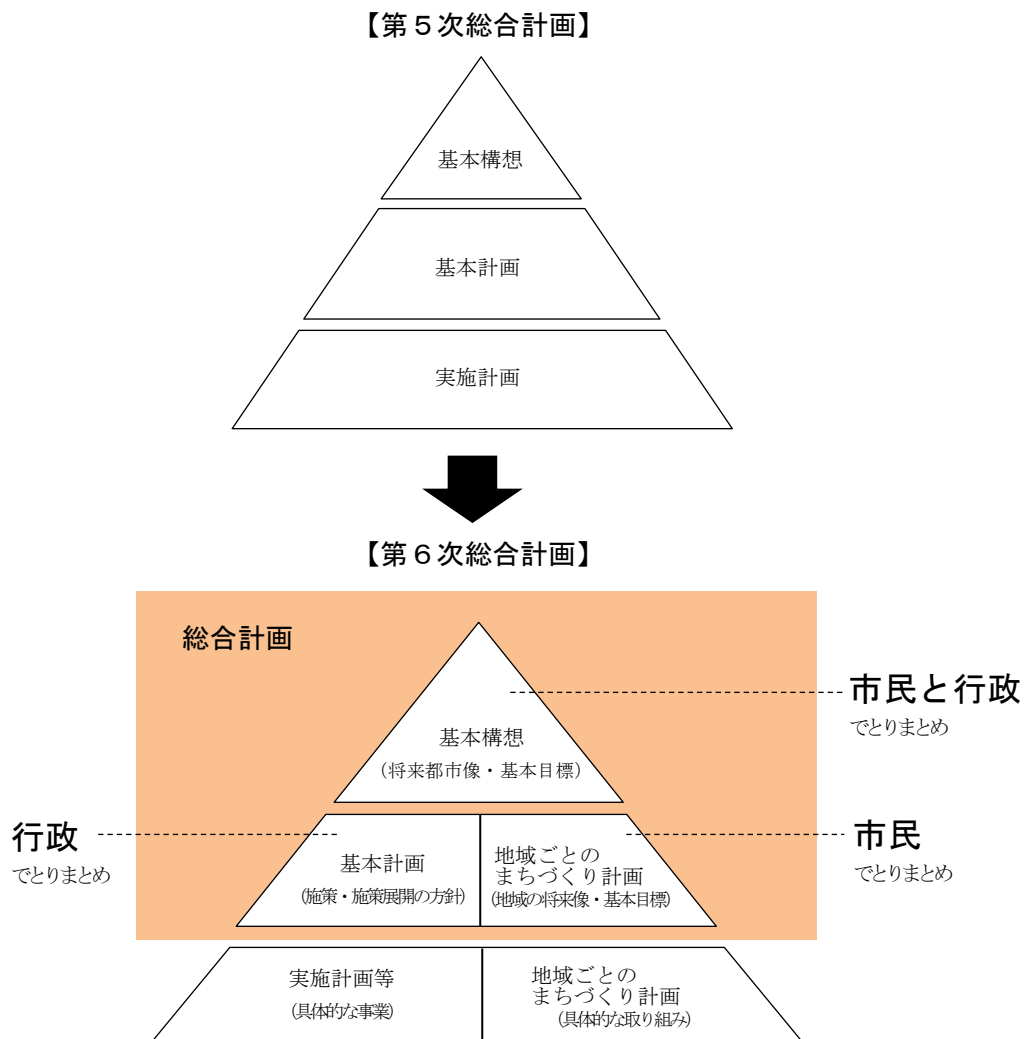 【第５次総合計画】
基本構想
基本計画
実施計画
【第６次総合計画】
総合計画
市民と行政
でとりまとめ
基本構想
（将来都市像・基本目標）
行政
でとりまとめ
基本計画
（施策・施策展開の方針）
地域ごとの
まちづくり計画
（地域の将来像・基本目標）
市民
でとりまとめ
実施計画等
（具体的な事業）
地域ごとの
まちづくり計画
（具体的な取り組み）